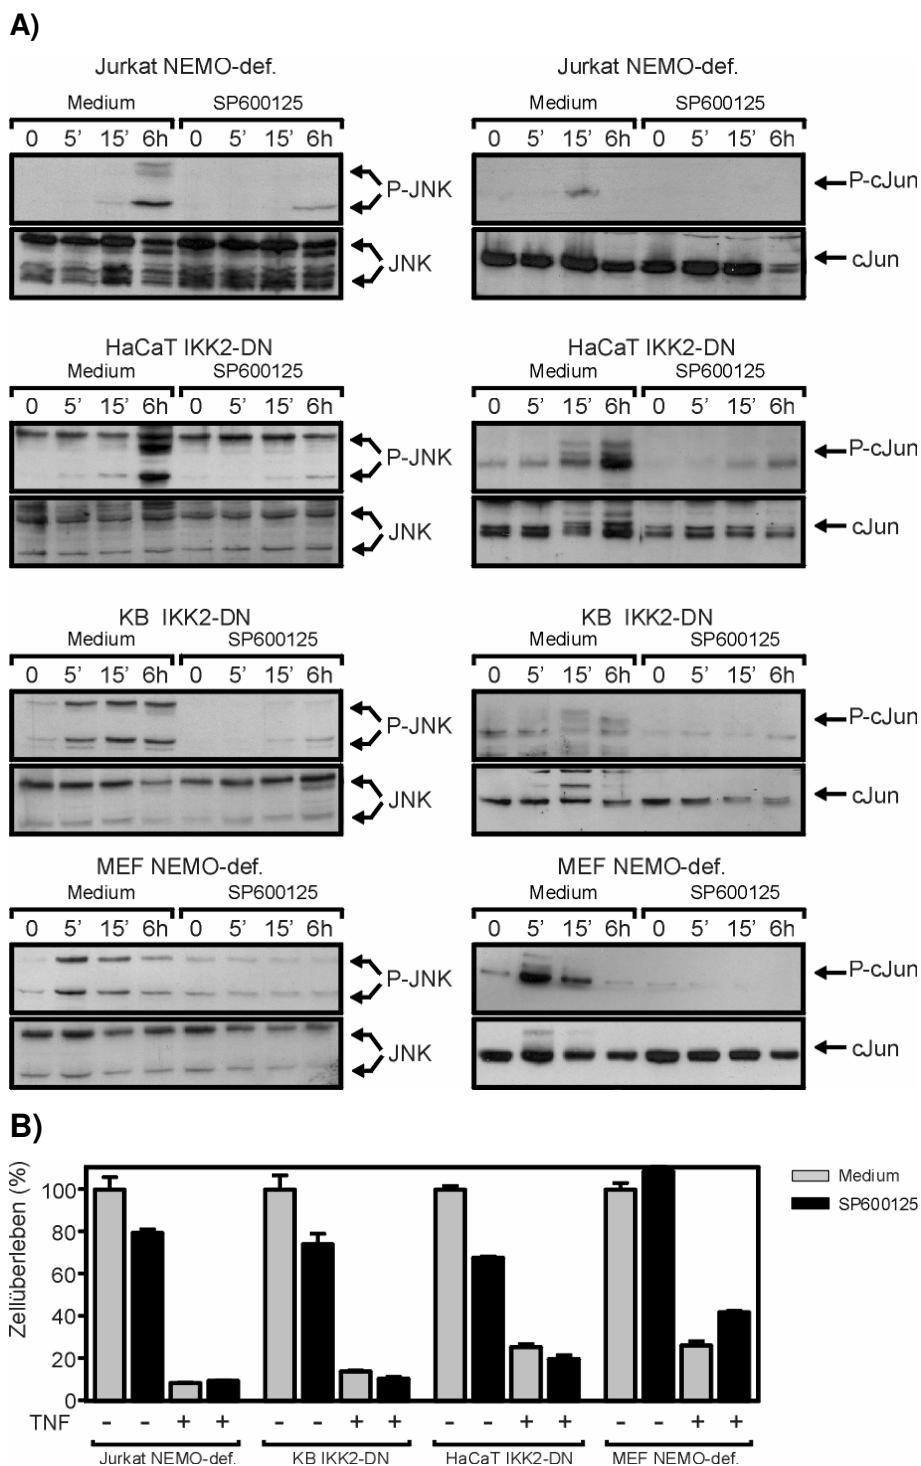 A)
Jurkat NEMO-def. Jurkat NEMO-def.
Medium SP600125 Medium SP600125
0 5' 15' 6h 0 5' 15' 6h 0 5' 15' 6h 0 5' 15' 6h
P-JNK P-cJun
JNK cJun
HaCaT IKK2-DN HaCaT IKK2-DN
Medium SP600125 Medium SP600125
0 5' 15' 6h 0 5' 15' 6h 0 5' 15' 6h 0 5' 15' 6h
P-JNK P-cJun
JNK cJun
KB IKK2-DN KB IKK2-DN
Medium SP600125 Medium SP600125
0 5' 15' 6h 0 5' 15' 6h 0 5' 15' 6h 0 5' 15' 6h
P-JNK P-cJun
JNK cJun
MEF NEMO-def. MEF NEMO-def.
Medium SP600125 Medium SP600125
0 5' 15' 6h 0 5' 15' 6h 0 5' 15' 6h 0 5' 15' 6h
P-JNK P-cJun
JNK cJun
B)
Zellüberleben (%)
100
80
60
40
20
0
Medium
SP600125
TNF - - + + - - + + - - + + - - + +
Jurkat NEMO-def. KB IKK2-DN HaCaT IKK2-DN MEF NEMO-def.